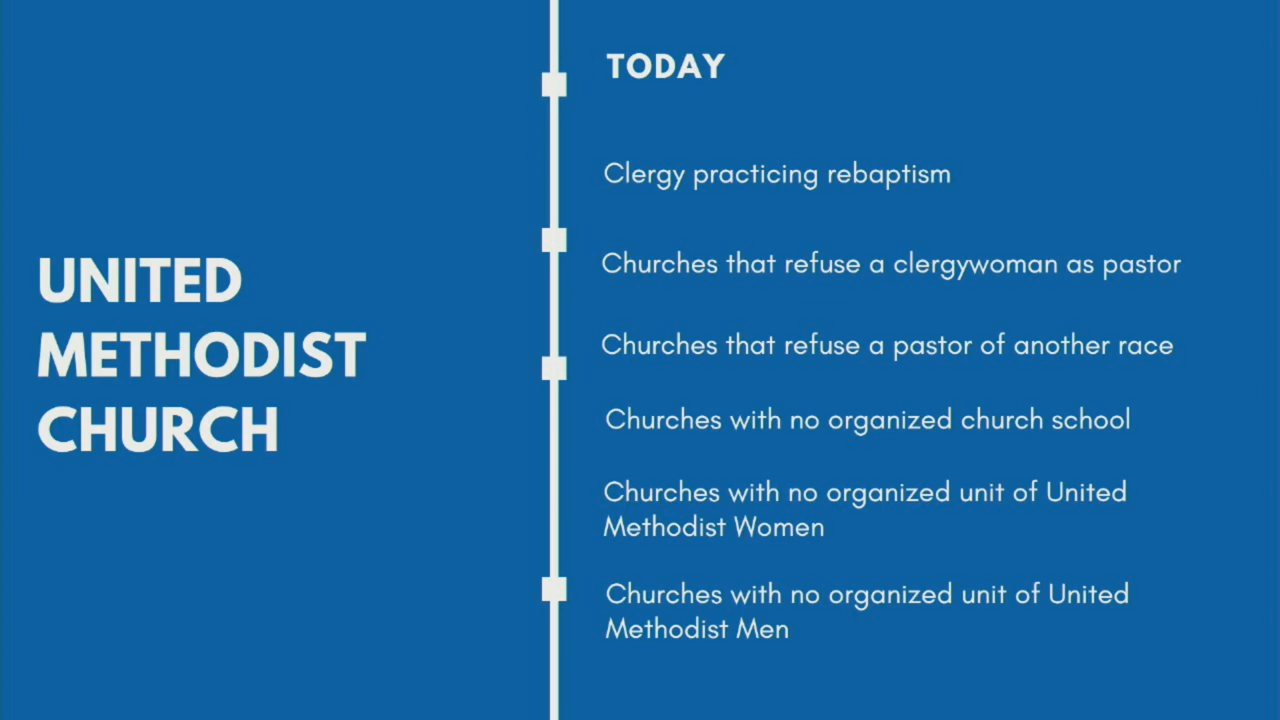 UNITED
METHODIST
CHURCH
TODAY
Clergy practicing rebaptism
Churches that refuse a clergywoman as pastor
Churches that refuse a pastor of another race
Churches with no organized church school
Churches with no organized unit of United
Methodist Women
Churches with no organized unit of United
Methodist Men